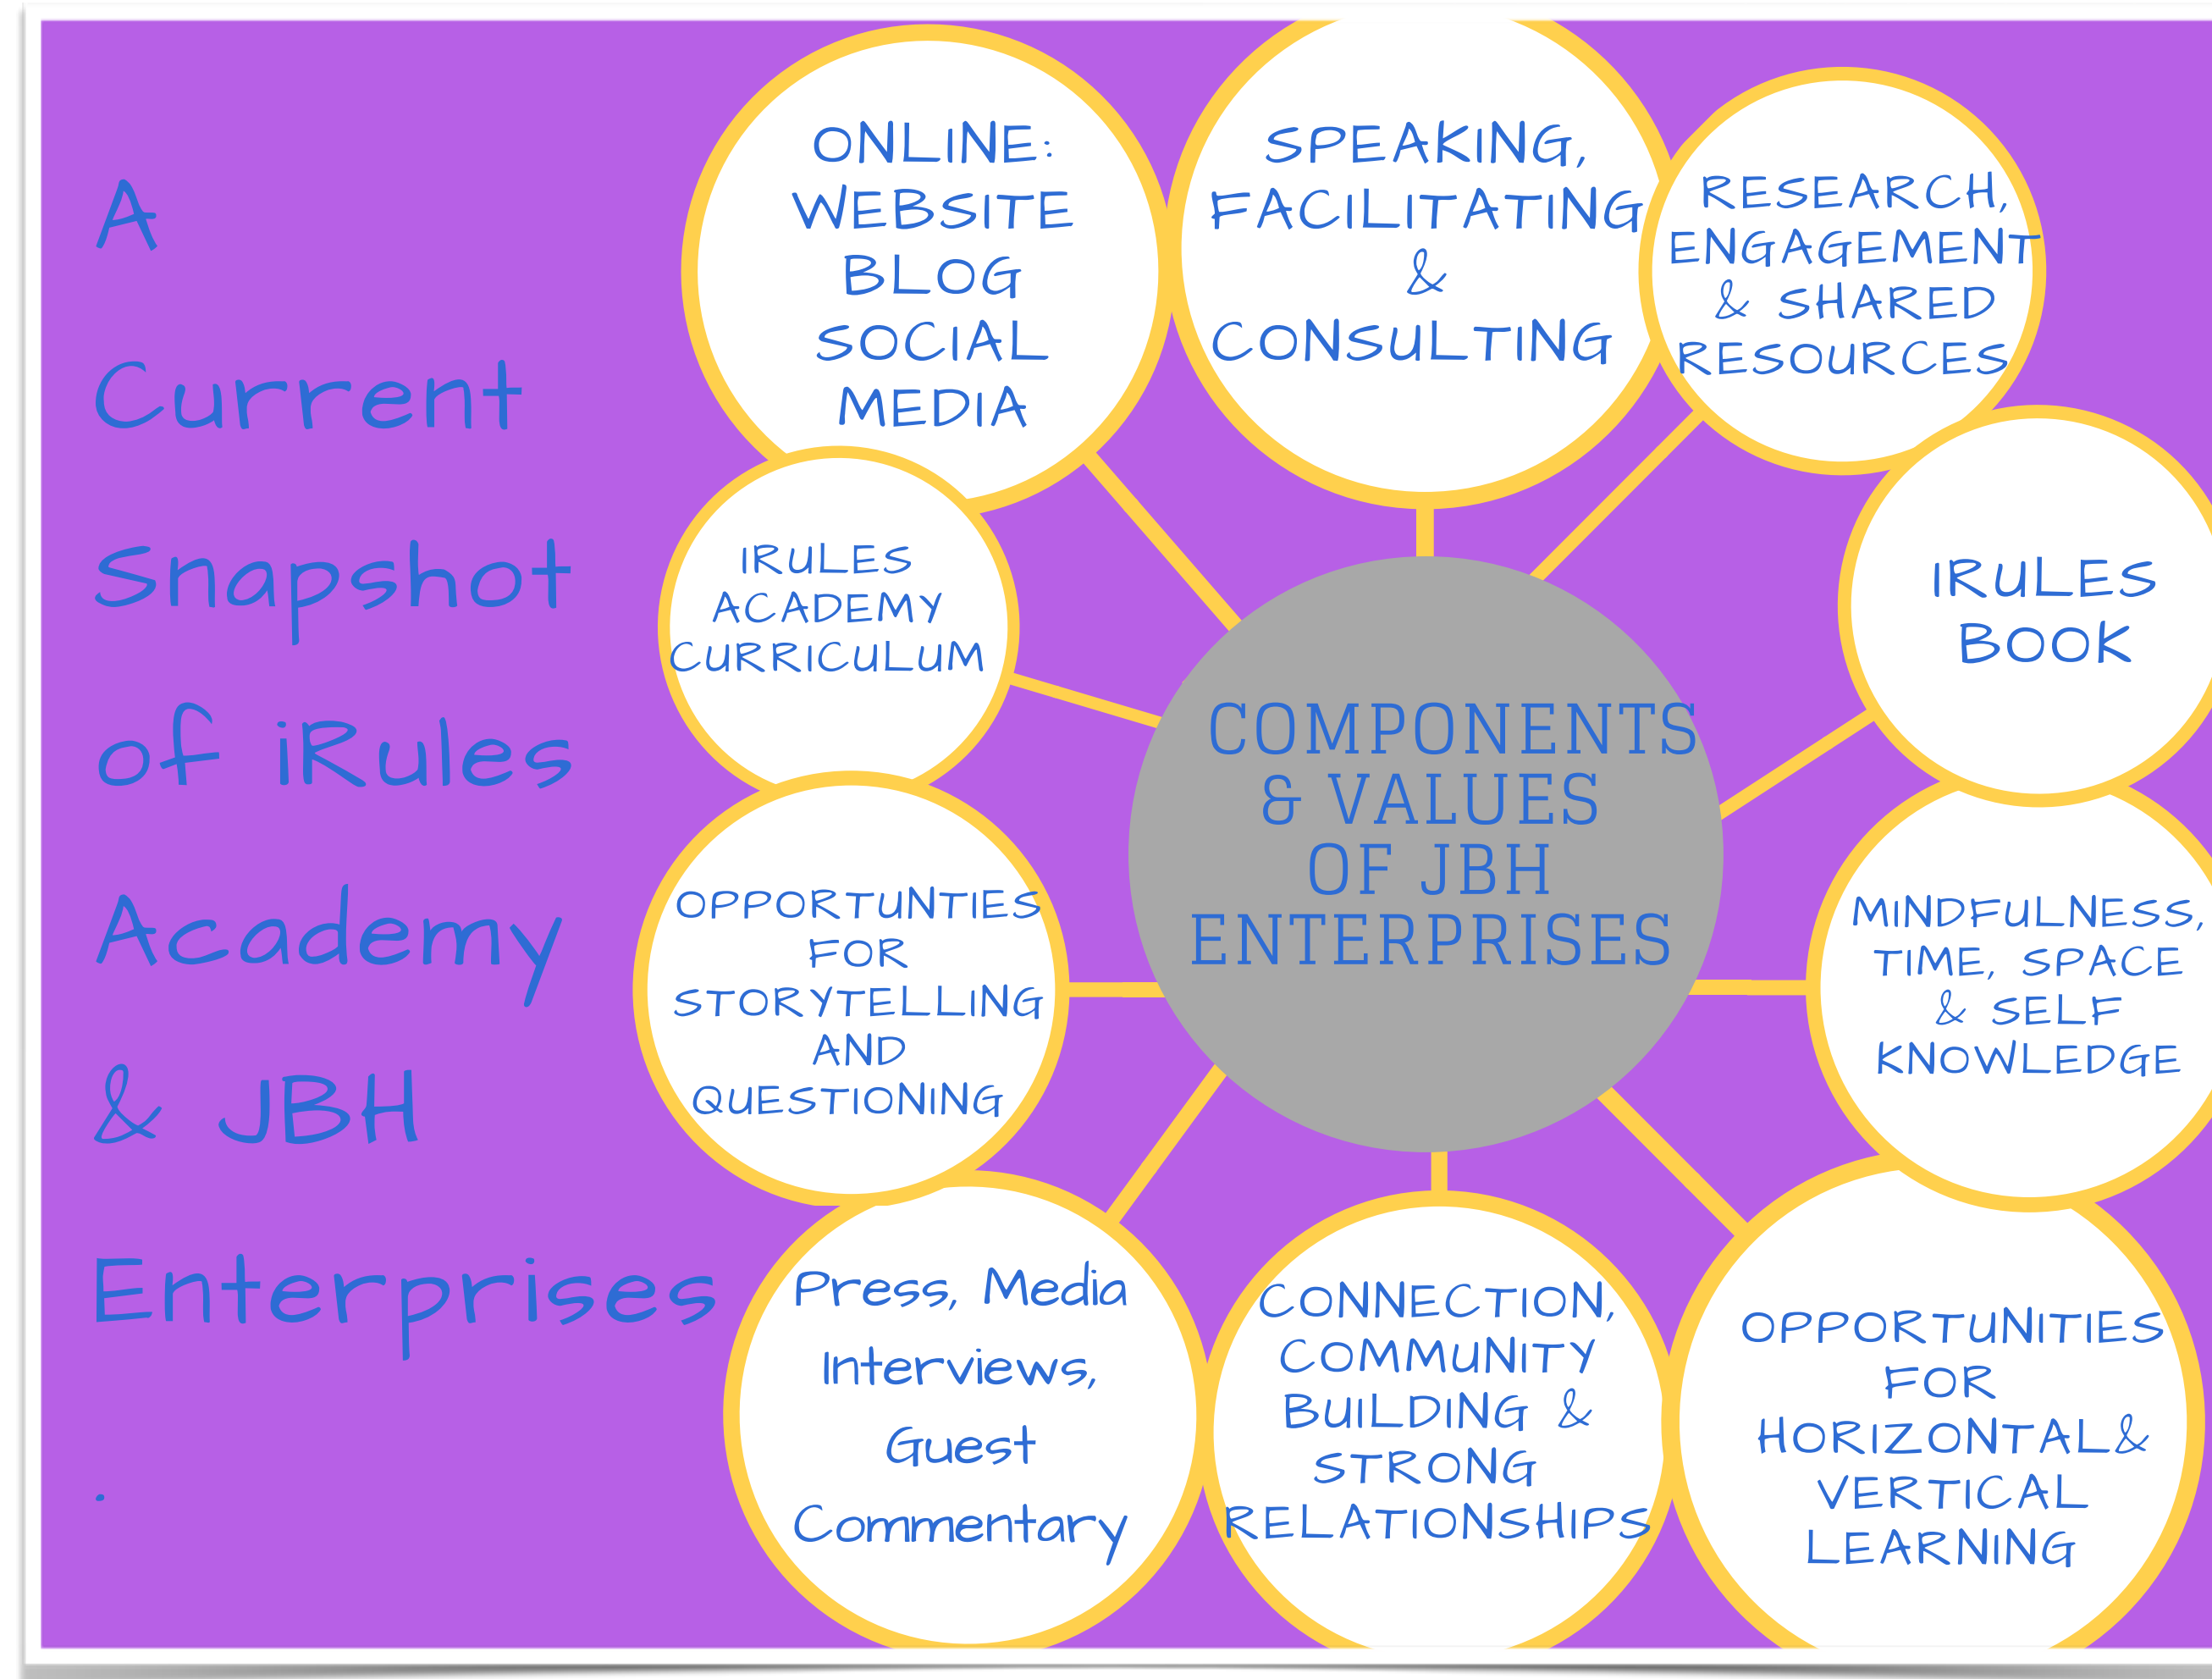 A
Current
Snapshot
of iRules
Academy
& JBH
Enterprises
.
ONLINE:
WEBSITE
BLOG
SOCIAL
MEDIA
SPEAKING,
FACILITATING
&
CONSULTING
RESEARCH,
ENGAGEMENT
& SHARED
RESOURCES
IRULES
BOOK
MINDFULNESS,
TIME, SPACE
& SELF
KNOWLEDGE
OPPORTUNITIES
FOR
HORIZONTAL&
VERTICAL
LEARNING
CONNECTION,
COMMUNITY
BUILDING &
STRONG
RELATIONSHIPS
Press, Media
Interviews,
Guest
Commentary
OPPORTUNTIES
FOR
STORYTELLING
AND
QUESTIONING
IRULES
ACADEMY
CURRICULUM
COMPONENTS
& VALUES
OF JBH
ENTERPRISES